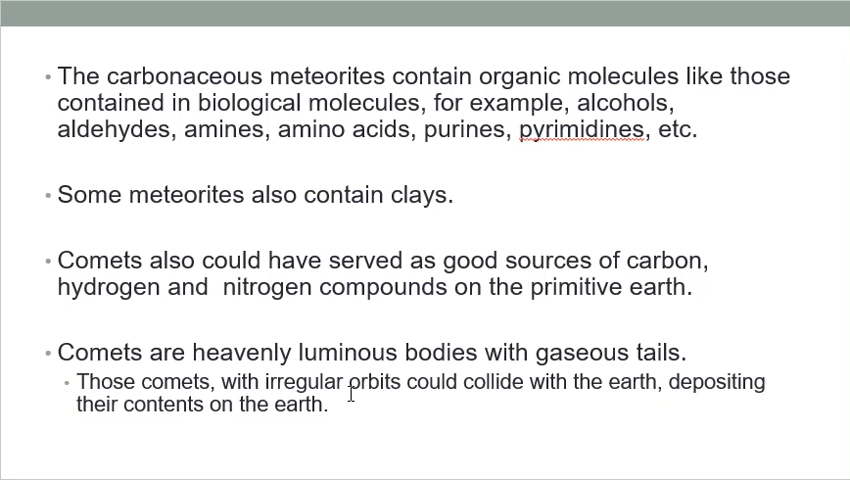 • The carbonaceous meteorites contain organic molecules like those
contained in biological molecules, for example, alcohols,
aldehydes, amines, amino acids, purines, pyrimidines, etc.
• Some meteorites also contain clays.
• Comets also could have served as good sources of carbon,
hydrogen and  nitrogen compounds on the primitive earth.
• Comets are heavenly luminous bodies with gaseous tails.
• Those comets, with irregular orbits could collide with the earth, depositing
their contents on the earth.